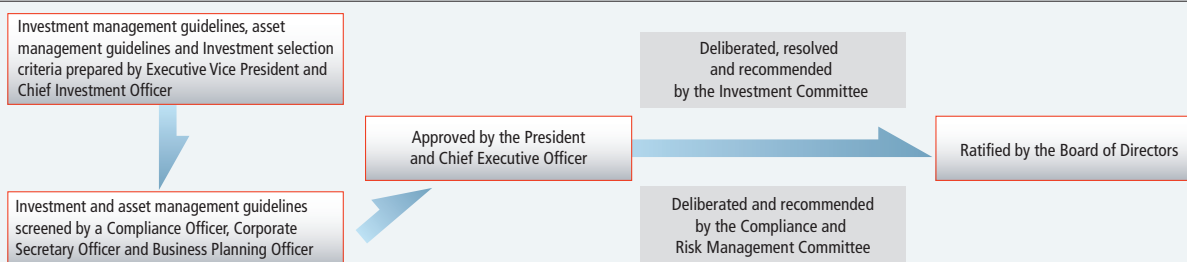 Investment management guidelines, asset
management guidelines and Investment selection
criteria prepared by Executive Vice President and
Chief Investment Officer
Investment and asset management guidelines
screened by a Compliance Officer, Corporate
Secretary Officer and Business Planning Officer
Approved by the President
and Chief Executive Officer
Deliberated, resolved
and recommended
by the Investment Committee
Deliberated and recommended
by the Compliance and
Risk Management Committee
Ratified by the Board of Directors